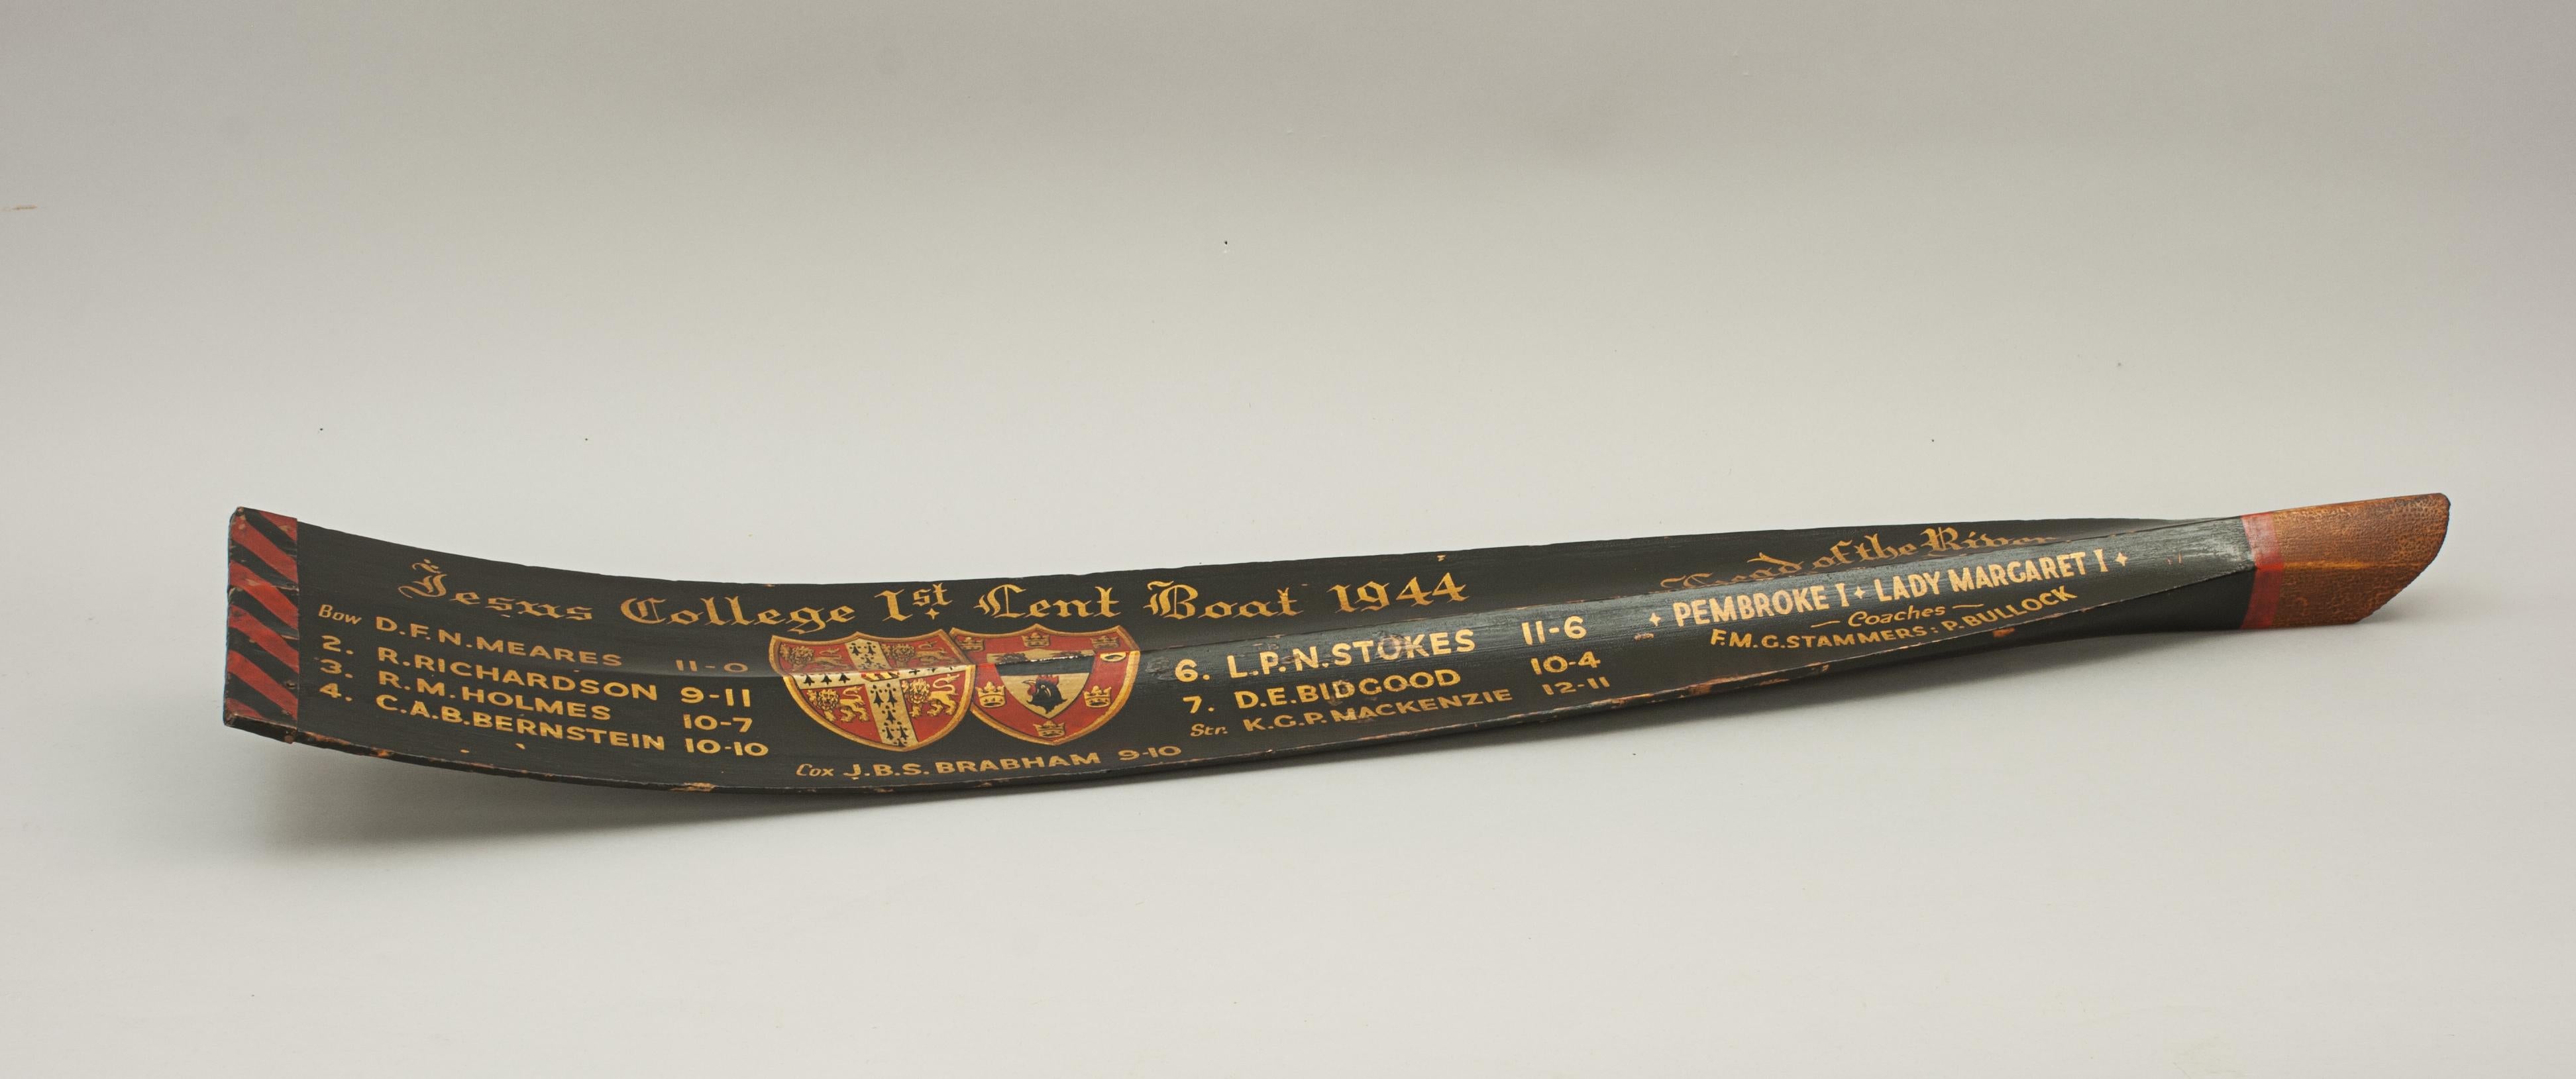 Jesus College 1st Lent Boat 1944
Bow D.F.N.MEARES 11-0
2. R.RICHARDSON 9-11
3. R.M.HOLMES 10-7
4. C.A.B.BERNSTEIN 10-10
Cox J.B.S. BRABHAM 9-10
6. L.P.N.STOKES 11-6
7. D.E.BIDGOOD 10-4
Str. K.G.P.MACKENZIE 12-11
Head of the River
PEMBROKE I LADY MARGARET I
Coaches
F.M.G.STAMMERS: P.BULLOCK